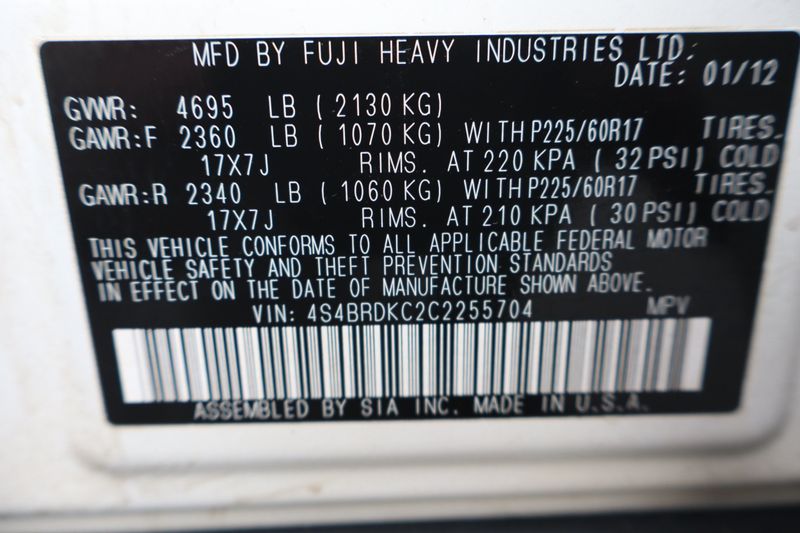 MFD BY FUJI HEAVY INDUSTRIES LTD.
DATE: 01/12
GVWR: 4695 LB ( 2130 KG)
GAWR:F 2360 LB ( 1070 KG) WITH P225/60R17 TIRES.
17X7J RIMS. AT 220 KPA ( 32 PSI) COLD
GAWR:R 2340 LB ( 1060 KG) WITH P225/60R17 TIRES.
17X7J RIMS. AT 210 KPA ( 30 PSI) COLD
THIS VEHICLE CONFORMS TO ALL APPLICABLE FEDERAL MOTOR
VEHICLE SAFETY AND THEFT PREVENTION STANDARDS
IN EFFECT ON THE DATE OF MANUFACTURE SHOWN ABOVE.
VIN: 4S4BRDKC2C2255704 MPV
ASSEMBLED BY SIA INC. MADE IN U.S.A.